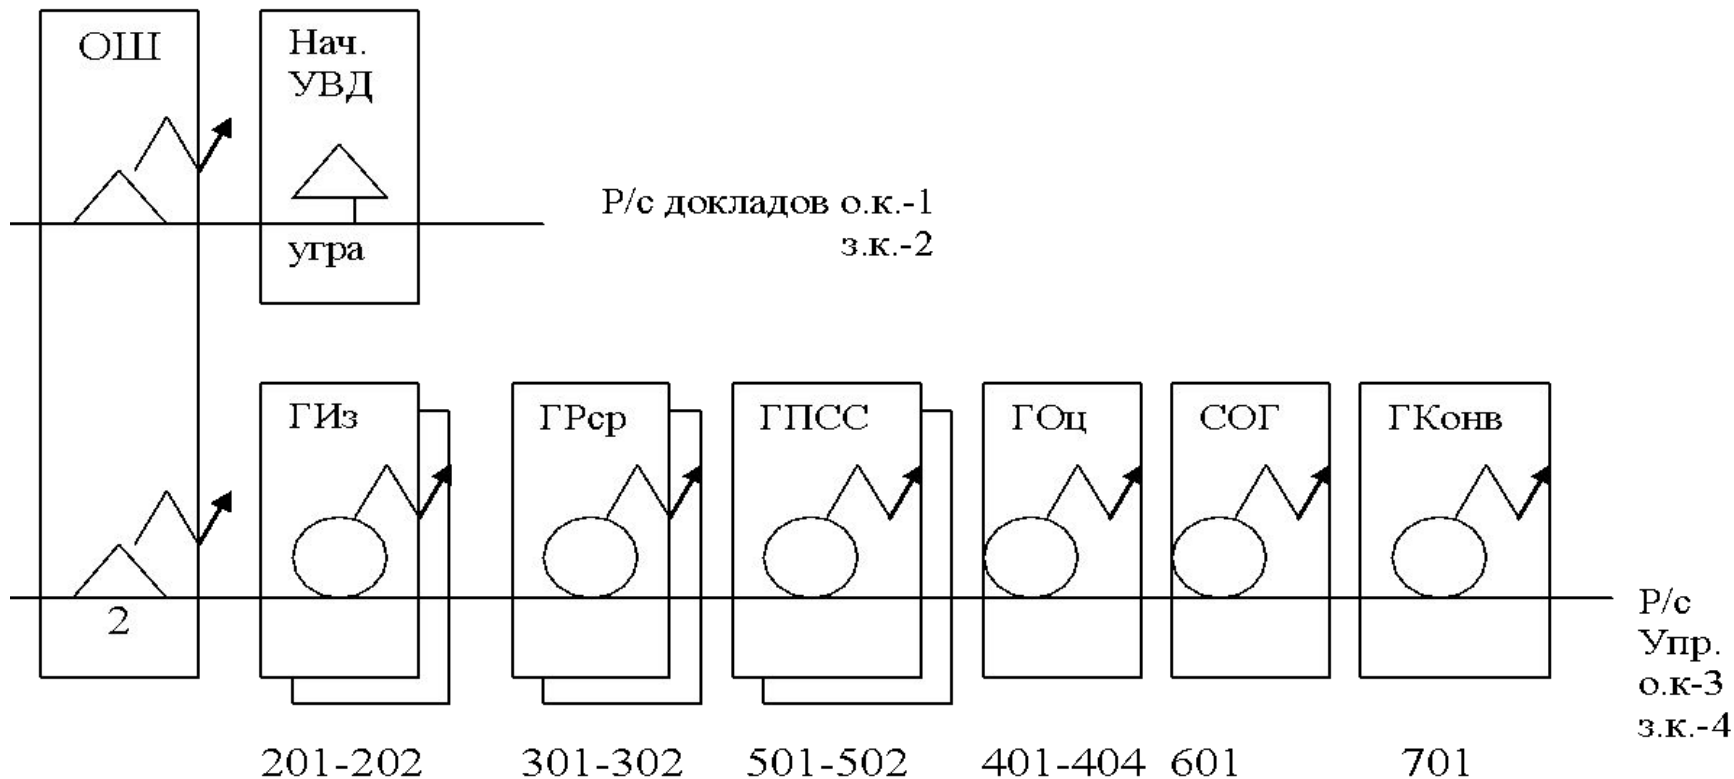 ОШ
Нач.
УВД
угра
Р/с докладов о.к.-1
з.к.-2
ГИз
ГРср
ГПСС
ГОц
СОГ
ГКонв
2
Р/с
Упр.
о.к-3
з.к.-4
201-202
301-302
501-502
401-404
601
701